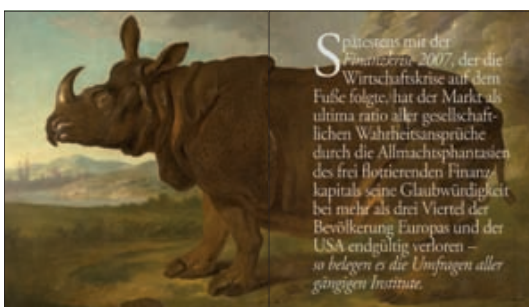 Spätestens mit der
Finanzkrise 2007, der die
Wirtschaftskrise auf dem
Fuße folgte, hat der Markt als
ultima ratio aller gesellschaft-
lichen Wahrheitsansprüche
durch die Allmachtsphantasien
des frei flottierenden Finanz-
kapitals seine Glaubwürdigkeit
bei mehr als drei Viertel der
Bevölkerung Europas und der
USA endgültig verloren –
so belegen es die Umfragen aller
gängigen Institute.